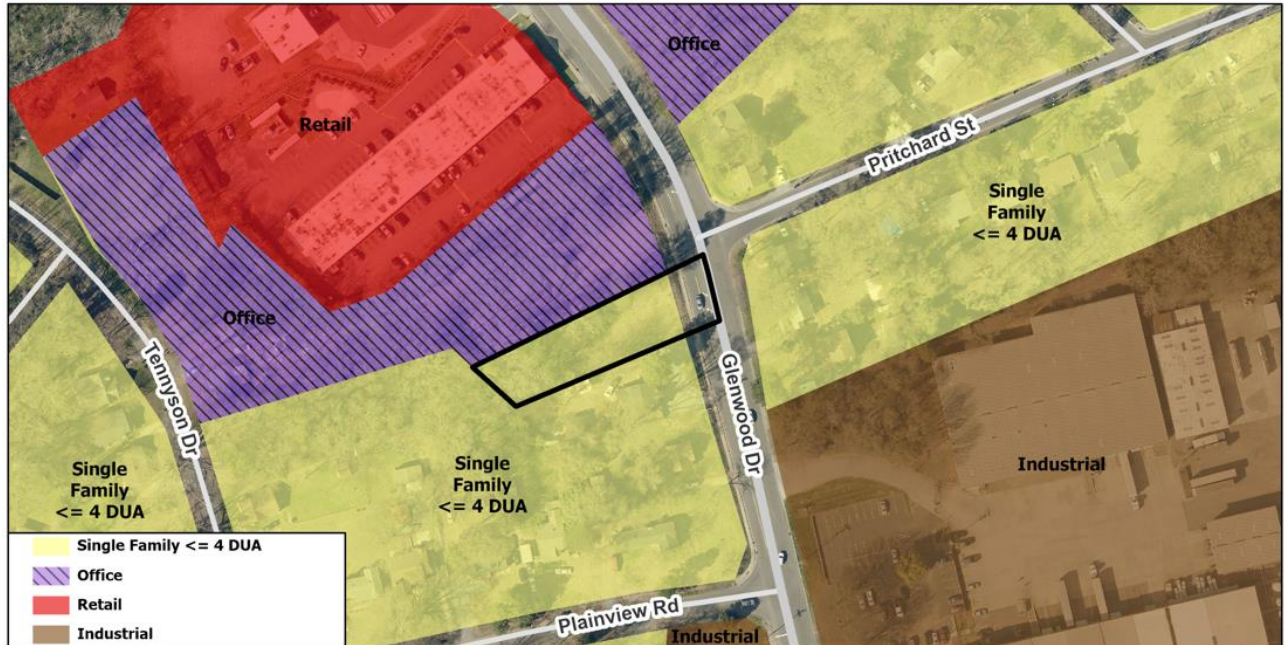 Office
Retail
Pritchard St
Single
Family
<= 4 DUA
Office
Tennyson Dr
Glenwood Dr
Single
Family
<= 4 DUA
Single
Family
<= 4 DUA
Industrial
Plainview Rd
Industrial
Single Family <= 4 DUA
Office
Retail
Industrial